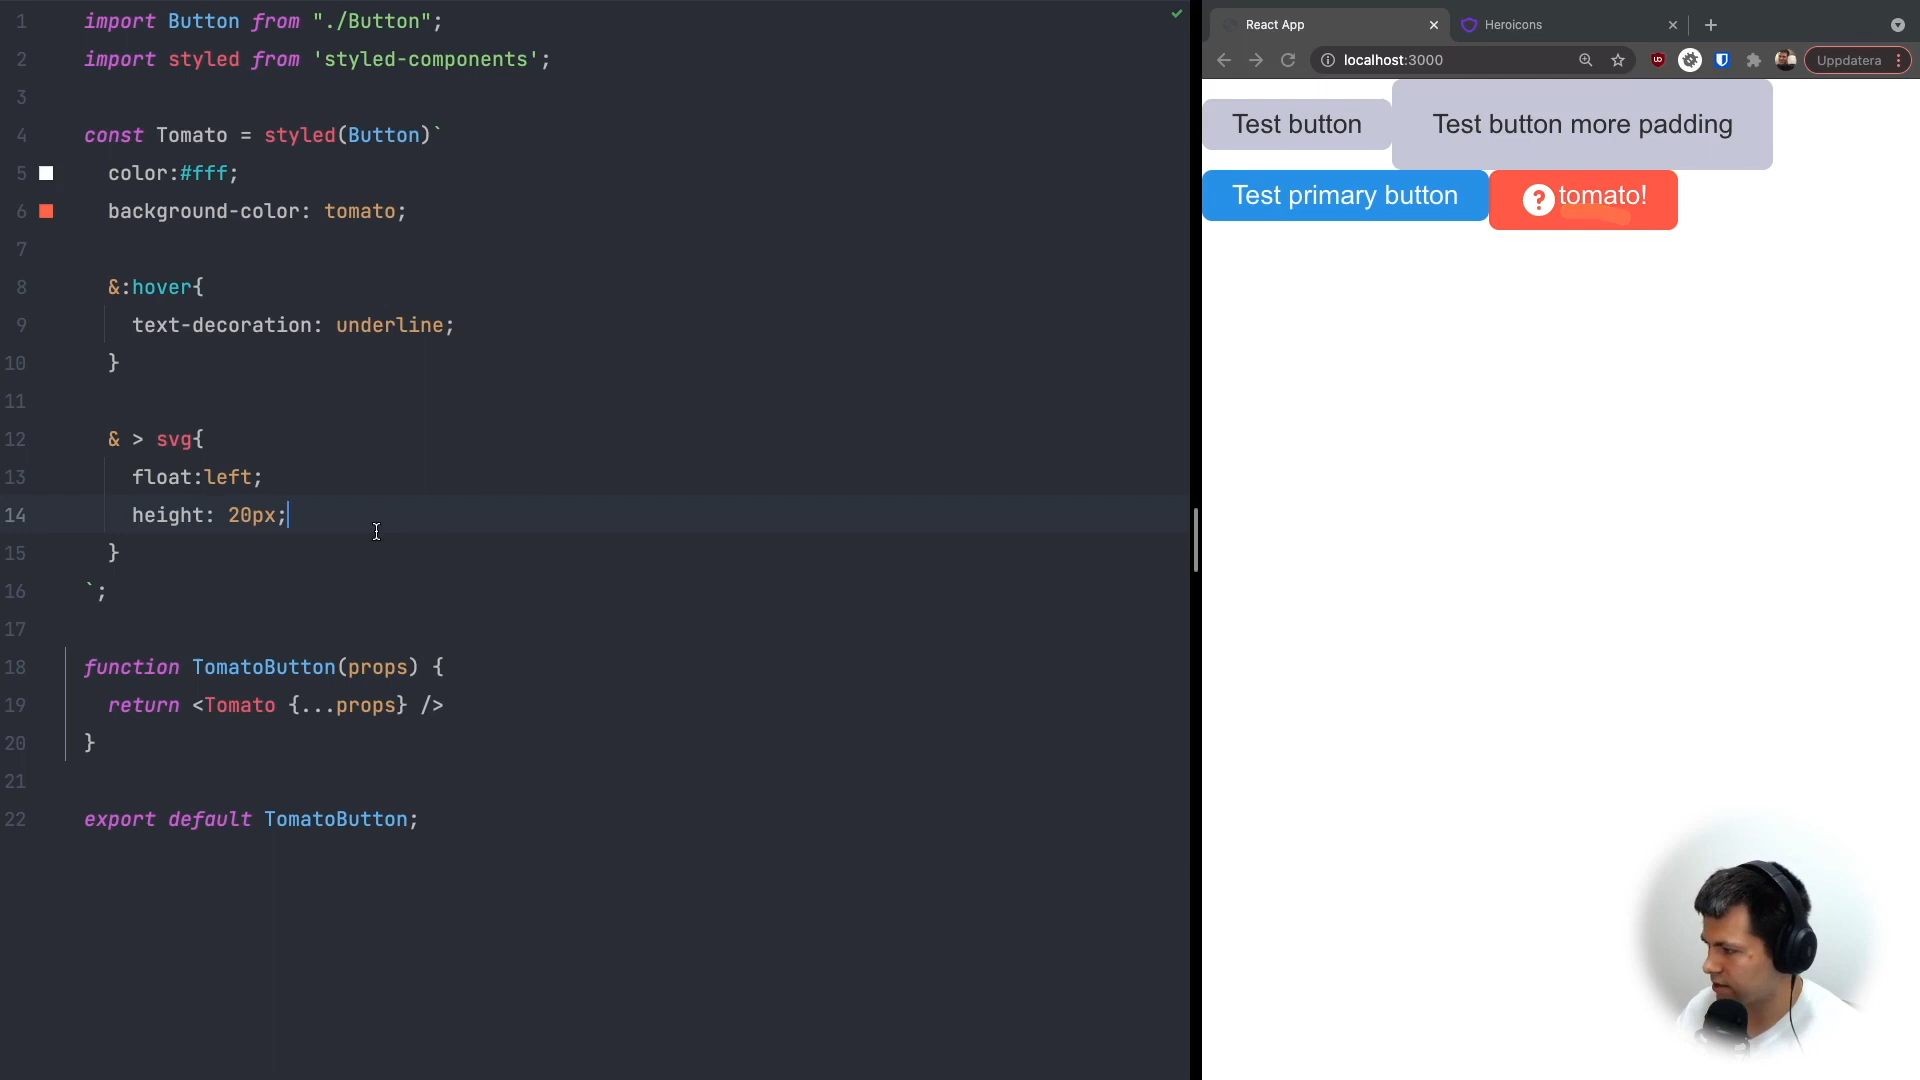 1 import Button from "./Button";
2 import styled from 'styled-components';
3
4 const Tomato = styled(Button)`
5 color:#fff;
6 background-color: tomato;
7
8 &:hover{
9 text-decoration: underline;
10 }
11
12 & > svg{
13 float:left;
14 height: 20px;
15 }
16 `;
17
18 function TomatoButton(props) {
19 return <Tomato {...props} />
20 }
21
22 export default TomatoButton;
React App
Heroicons
localhost:3000
Uppdatera
Test button
Test button more padding
Test primary button
? tomato!